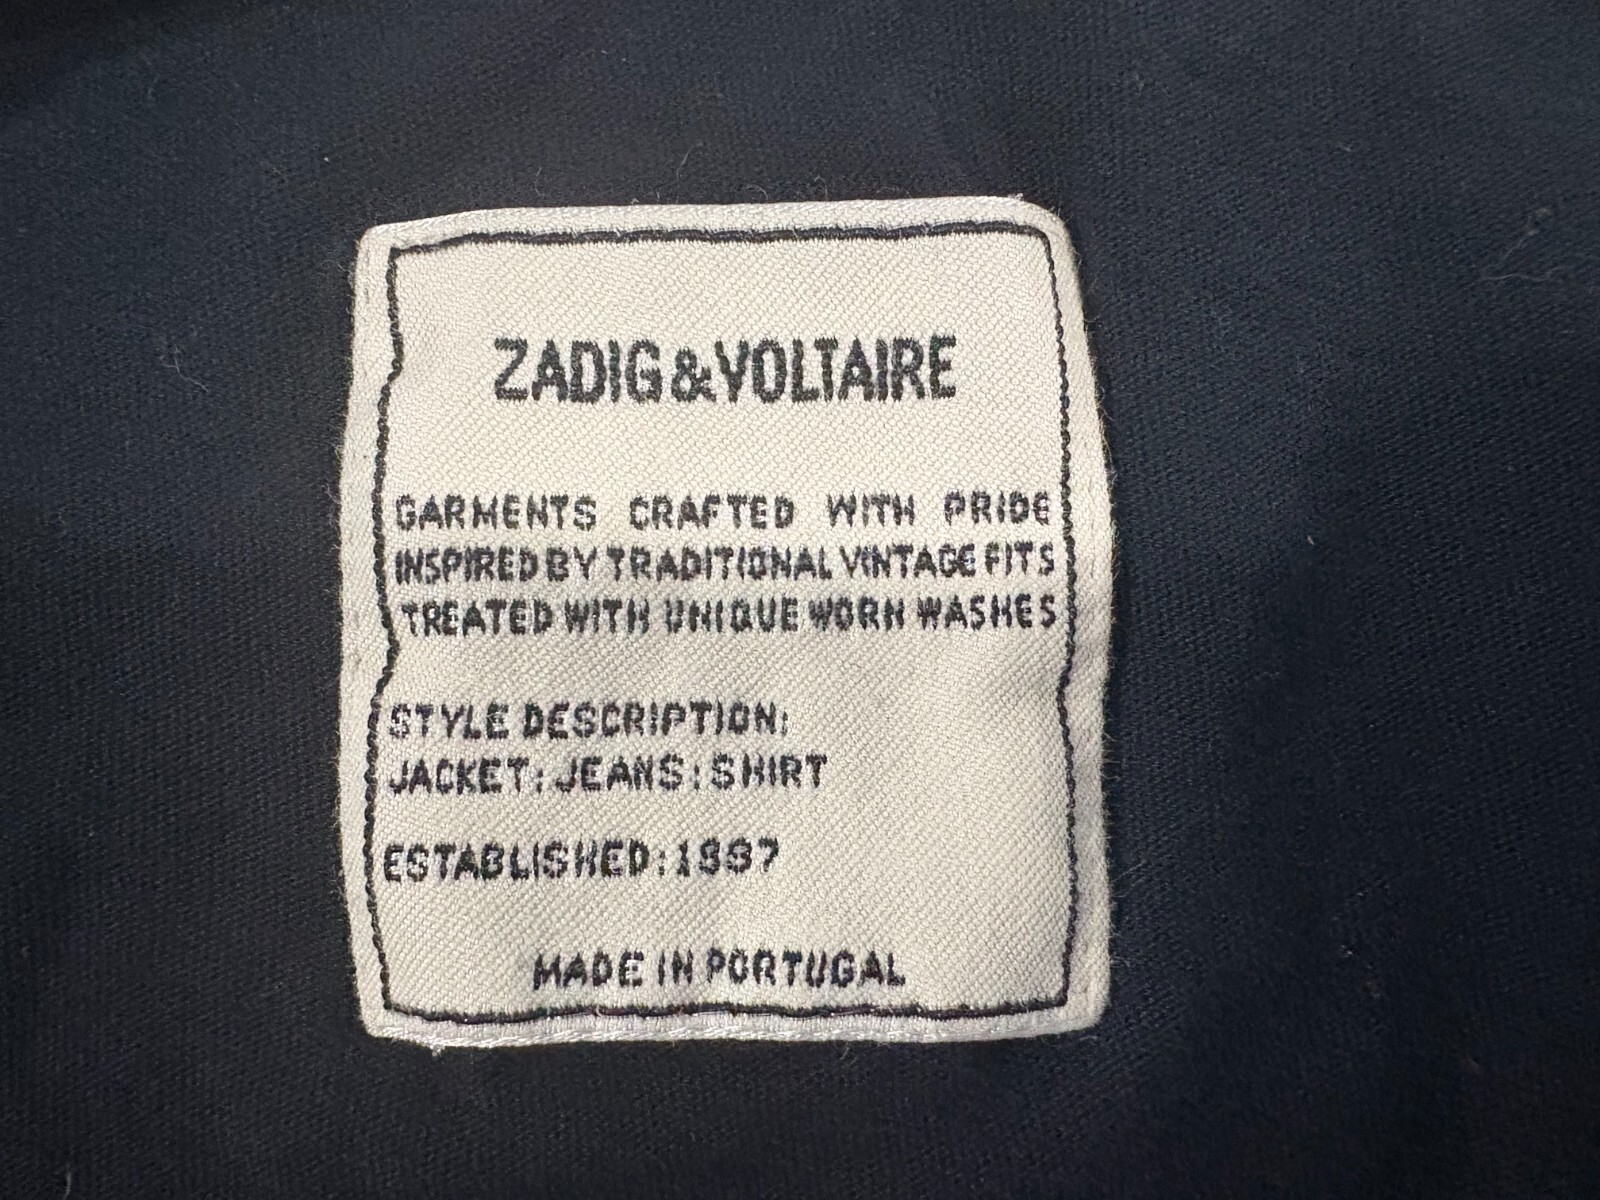 ZADIG&VOLTAIRE
GARMENTS CRAFTED WITH PRIDE
INSPIRED BY TRADITIONAL VINTAGE FITS
TREATED WITH UNIQUE WORN WASHES
STYLE DESCRIPTION:
JACKET: JEANS: SHIRT
ESTABLISHED: 1997
MADE IN PORTUGAL